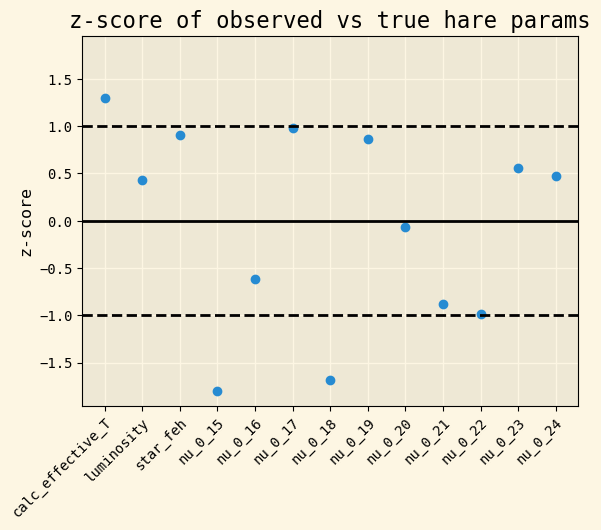 z-score of observed vs true hare params
z-score
1.5
1.0
0.5
0.0
−0.5
−1.0
−1.5
calc_effective_T
luminosity
star_feh
nu_0_15
nu_0_16
nu_0_17
nu_0_18
nu_0_19
nu_0_20
nu_0_21
nu_0_22
nu_0_23
nu_0_24